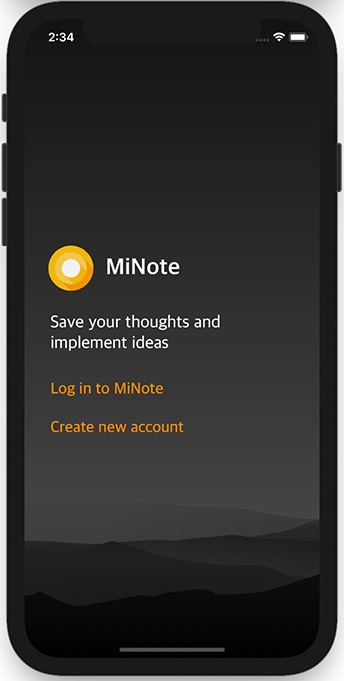 2:34
MiNote
Save your thoughts and
implement ideas
Log in to MiNote
Create new account